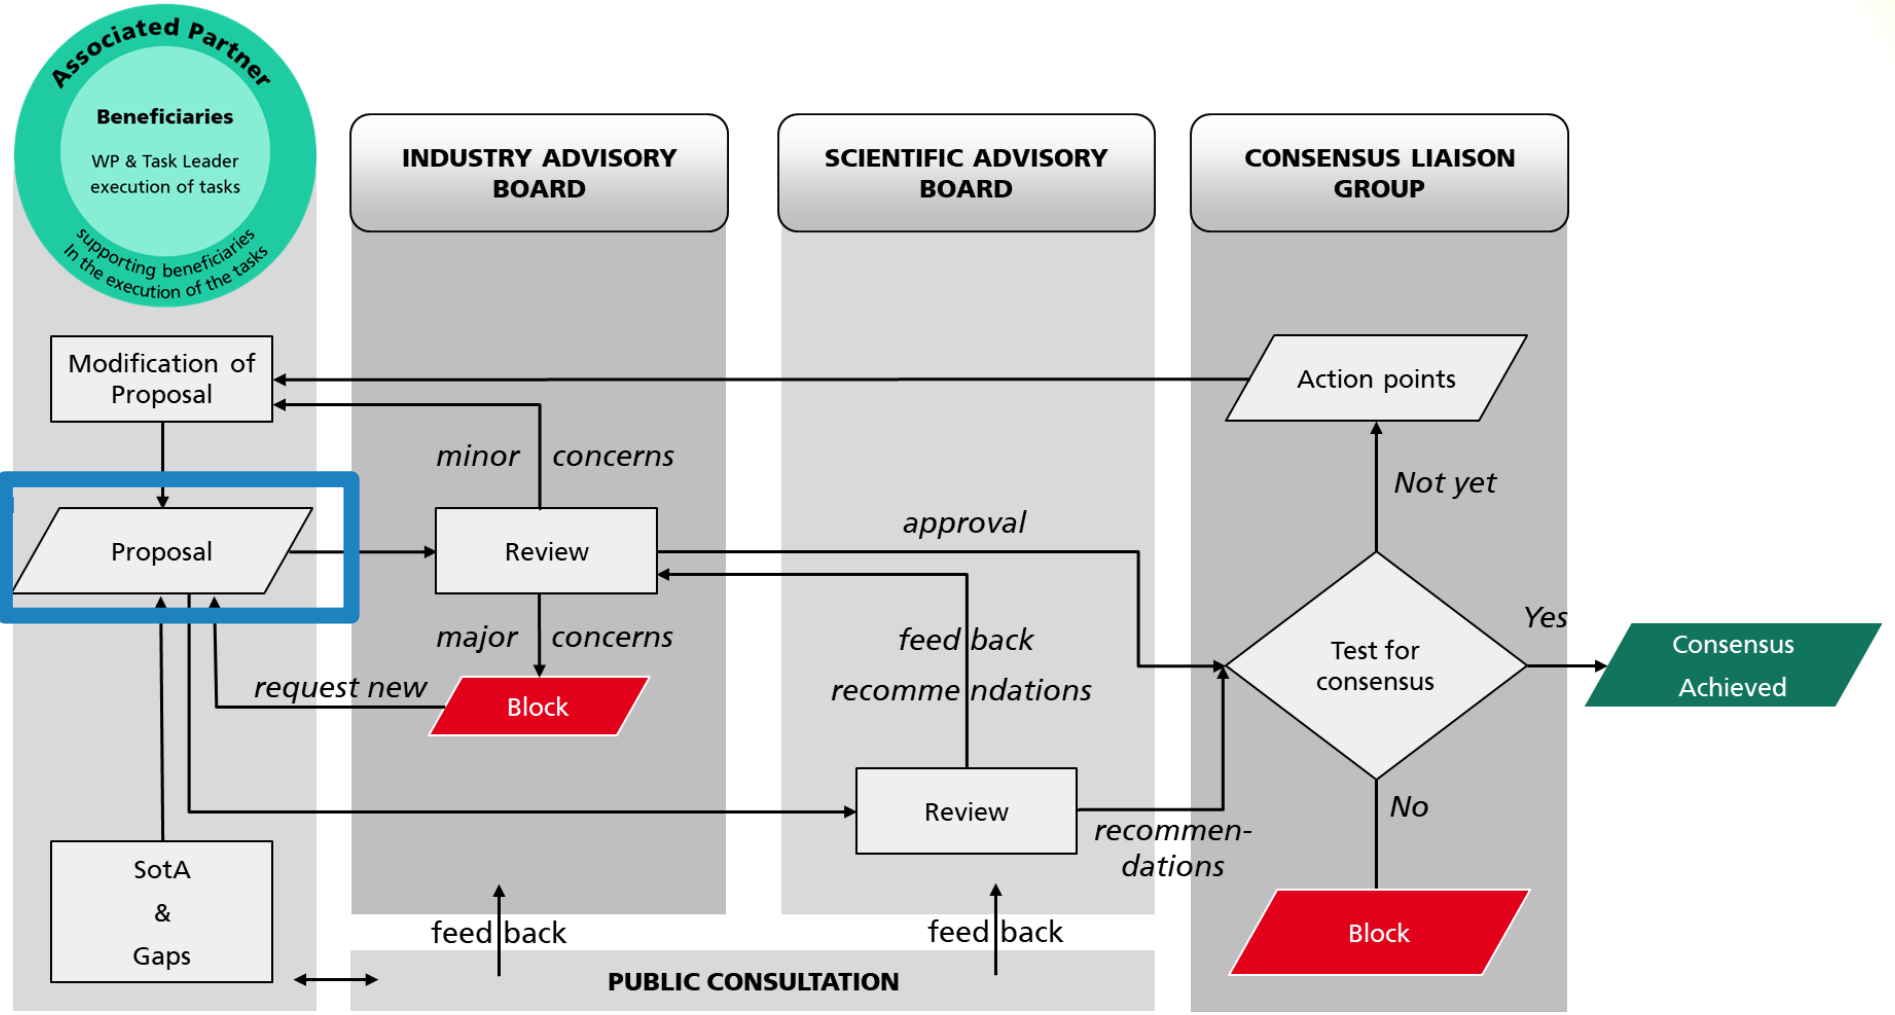 Associated Partner
Beneficiaries
WP & Task Leader
execution of tasks
supporting beneficiaries
In the execution of the tasks
INDUSTRY ADVISORY
BOARD
SCIENTIFIC ADVISORY
BOARD
CONSENSUS LIAISON
GROUP
Modification of
Proposal
Action points
minor concerns
Not yet
approval
Proposal
Review
Yes
major concerns
feed back
recomme ndations
Test for
consensus
Consensus
Achieved
request new
Block
Review
No
recommen-
dations
SotA
&
Gaps
feed back
feed back
Block
PUBLIC CONSULTATION